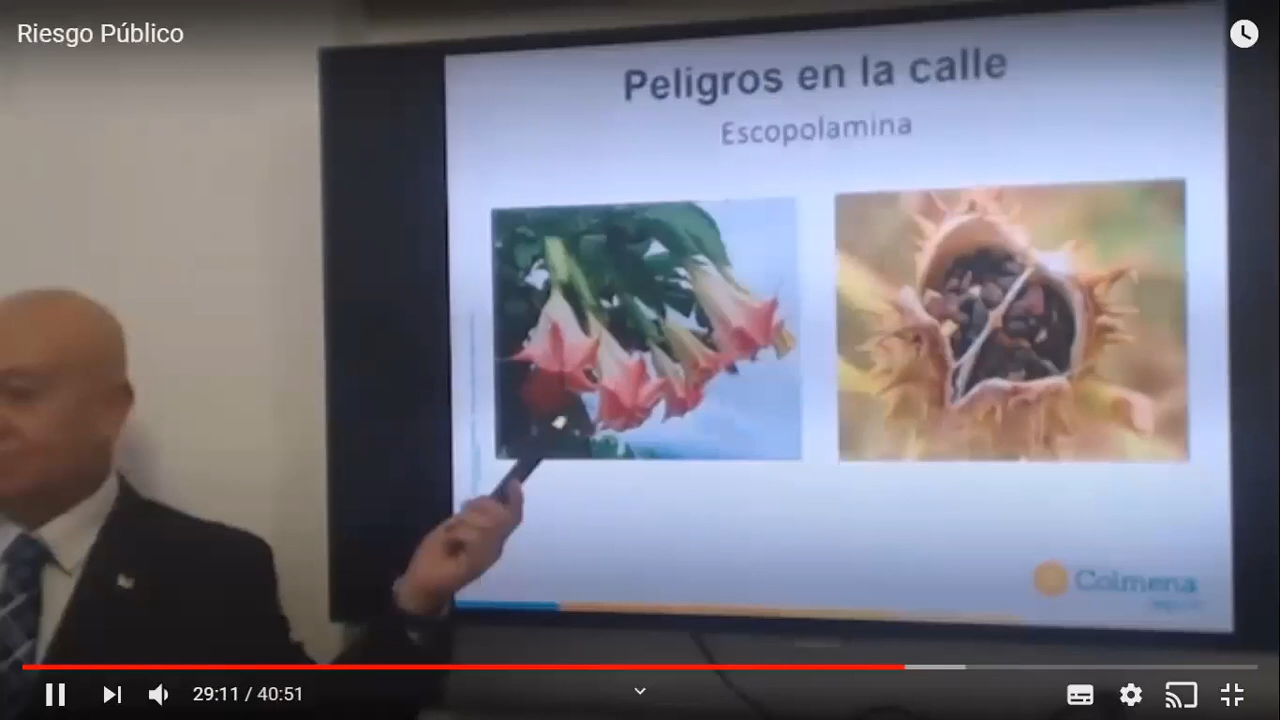 Riesgo Público
Peligros en la calle
Escopolamina
Colmena
29:11 / 40:51